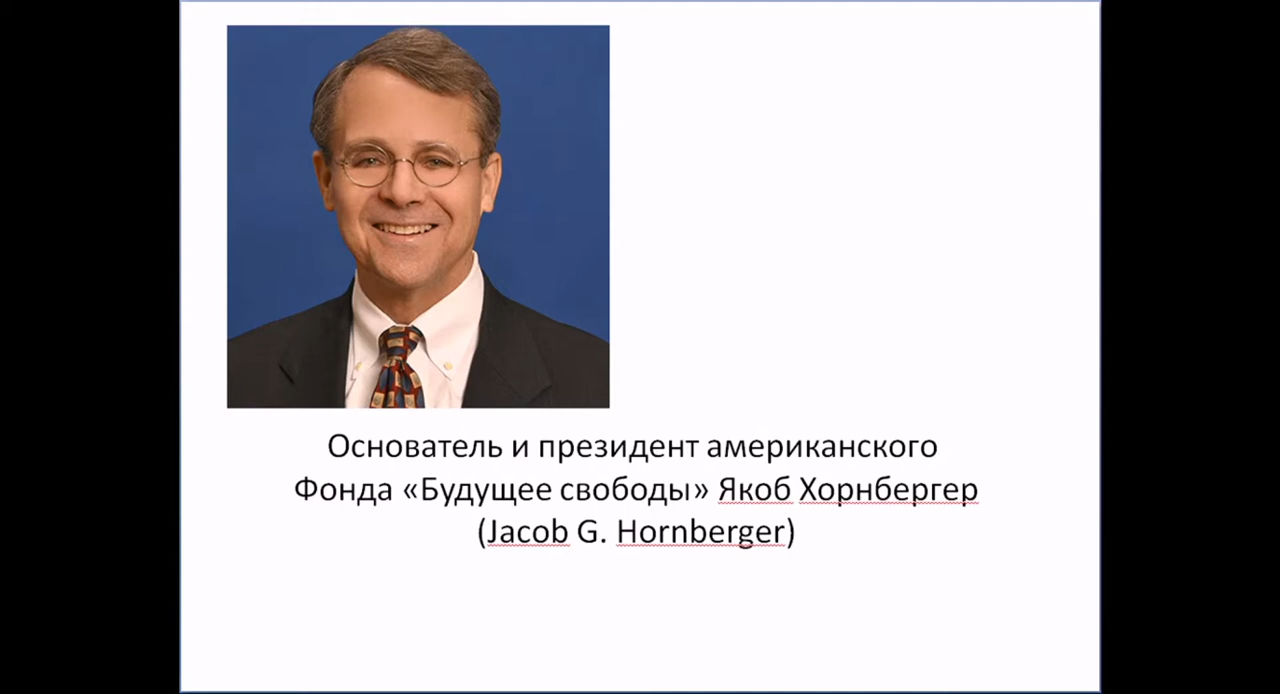 Основатель и президент американского
Фонда «Будущее свободы» Якоб Хорнбергер
(Jacob G. Hornberger)